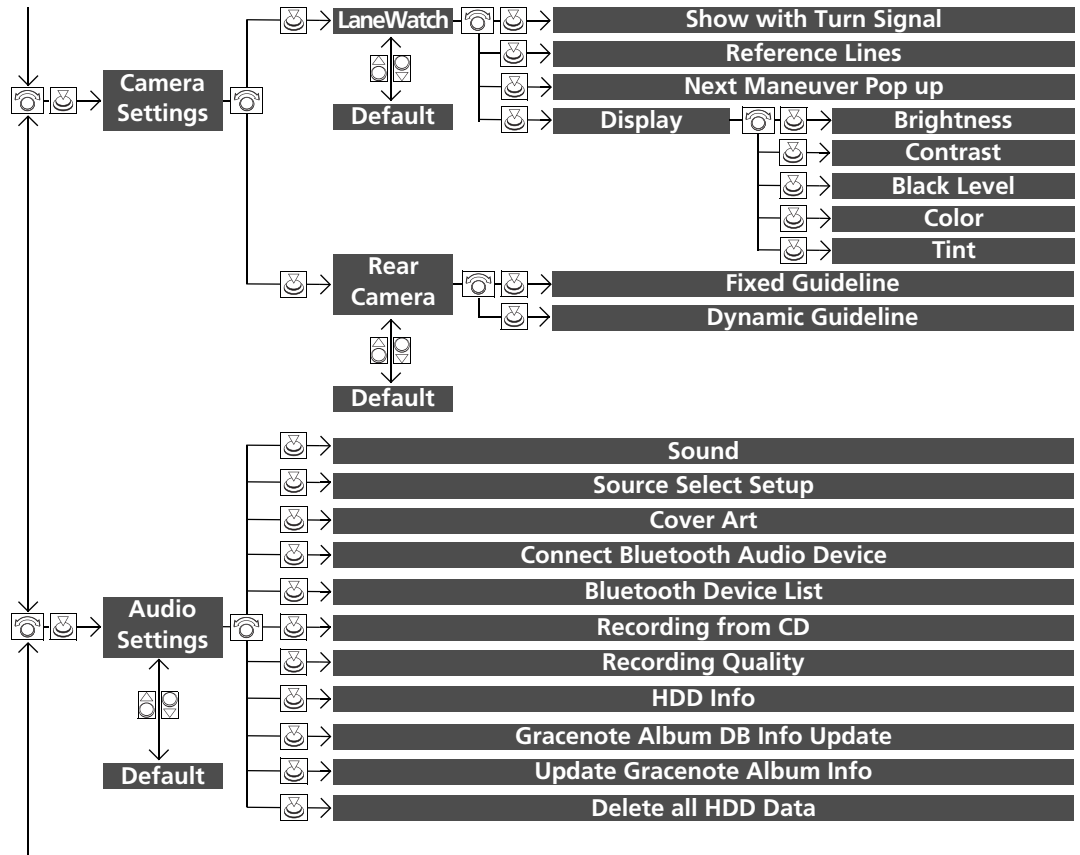 Camera
Settings
LaneWatch
Default
Show with Turn Signal
Reference Lines
Next Maneuver Pop up
Display
Brightness
Contrast
Black Level
Color
Tint
Rear
Camera
Default
Fixed Guideline
Dynamic Guideline
Audio
Settings
Default
Sound
Source Select Setup
Cover Art
Connect Bluetooth Audio Device
Bluetooth Device List
Recording from CD
Recording Quality
HDD Info
Gracenote Album DB Info Update
Update Gracenote Album Info
Delete all HDD Data